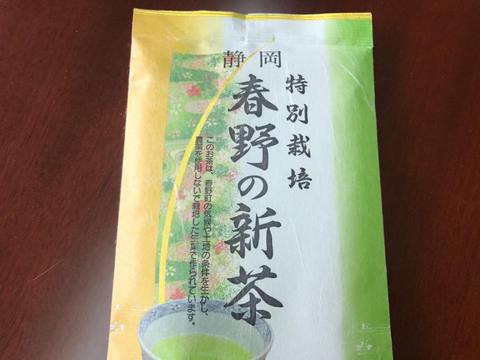 静岡
特別栽培
春野の新茶
このお茶は、春野町の気候や土地の条件を生かし、
農薬を使用しないで栽培した生葉で作られています。